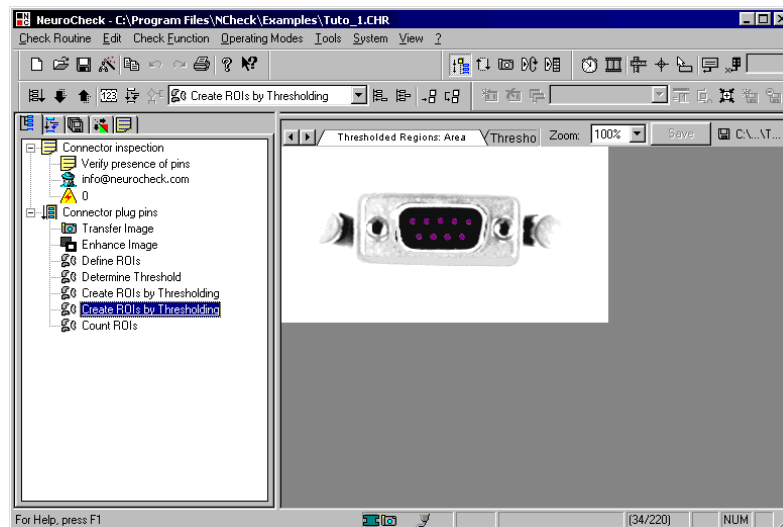 NeuroCheck - C:\Program Files\NCheck\Examples\Tuto_1.CHR
Check Routine Edit Check Function Operating Modes Tools System View ?
123 Create ROIs by Thresholding
Thresholded Regions: Area Thresho Zoom: 100% Save C:\...\T...
Connector inspection
Verify presence of pins
info@neurocheck.com
0
Connector plug pins
Transfer Image
Enhance Image
Define ROIs
Determine Threshold
Create ROIs by Thresholding
Create ROIs by Thresholding
Count ROIs
For Help, press F1 (34/220) NUM